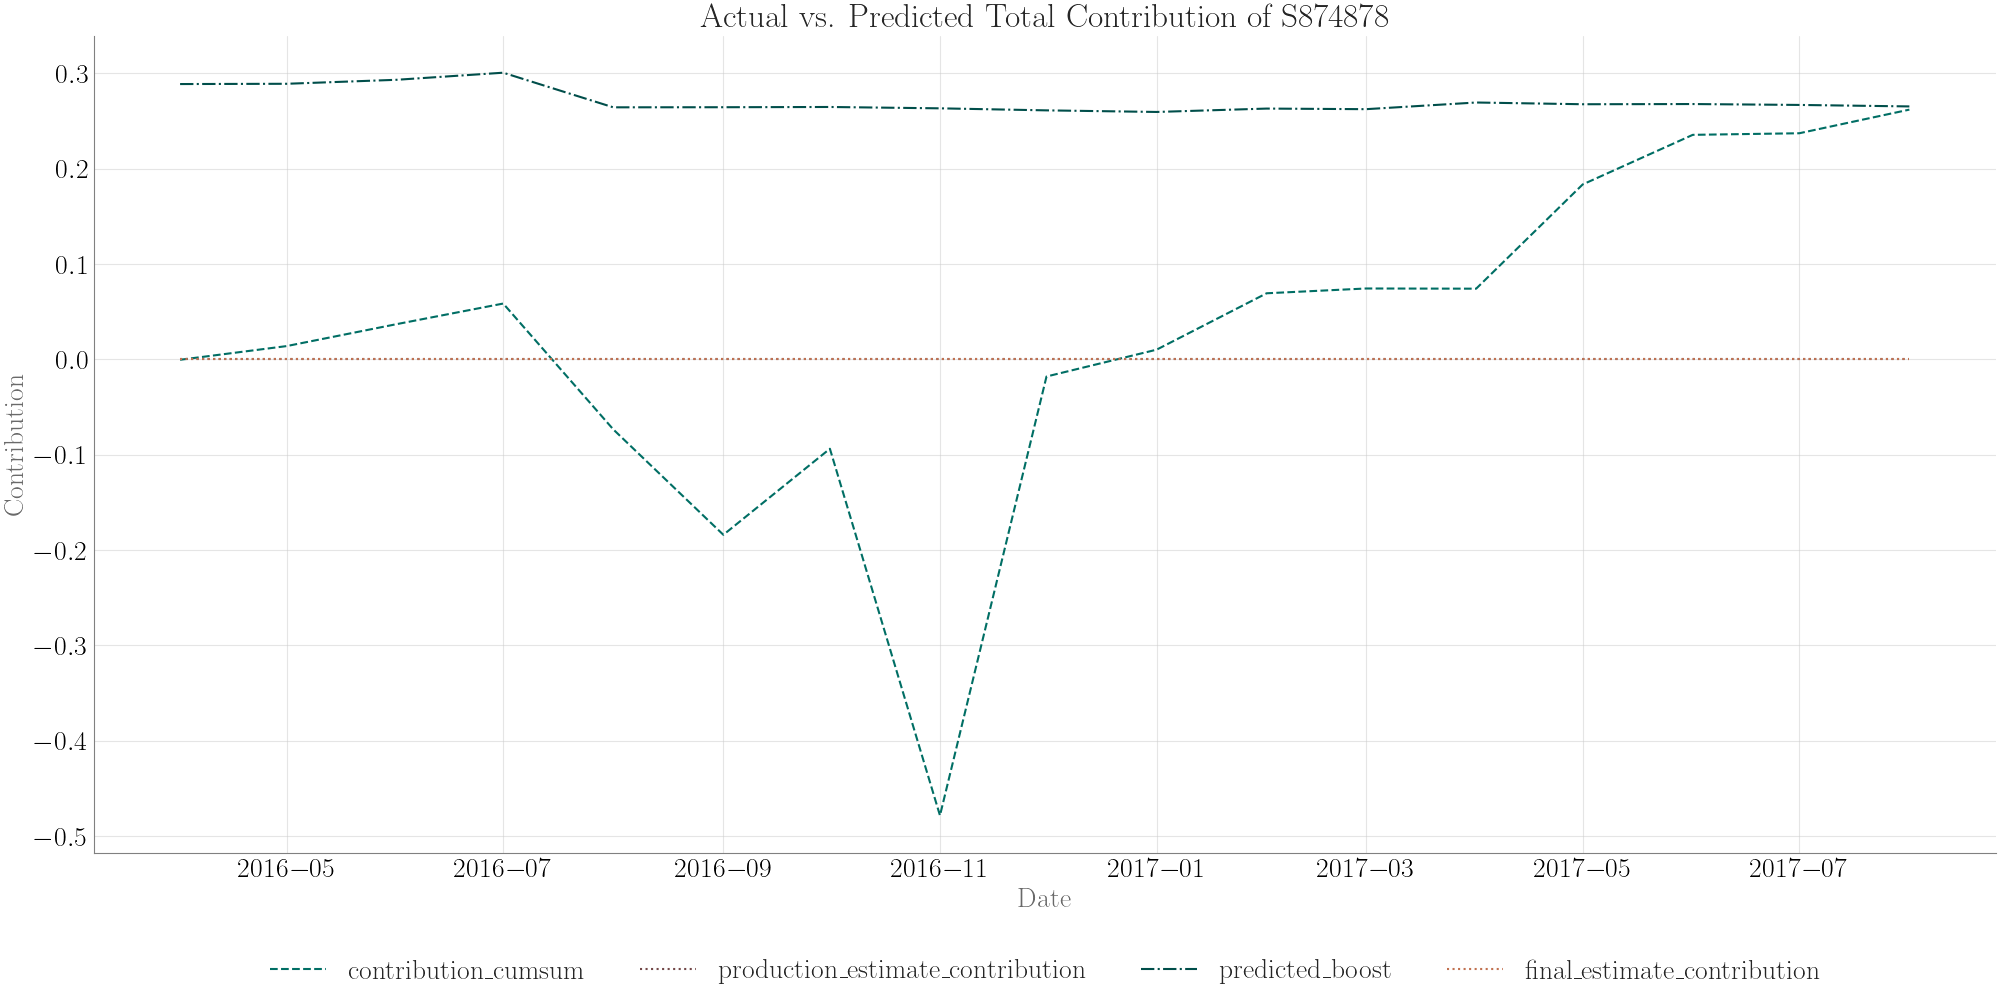 Actual vs. Predicted Total Contribution of S874878
Contribution
0.3
0.2
0.1
0.0
−0.1
−0.2
−0.3
−0.4
−0.5
2016−05 2016−07 2016−09 2016−11 2017−01 2017−03 2017−05 2017−07
Date
contribution_cumsum production_estimate_contribution predicted_boost final_estimate_contribution